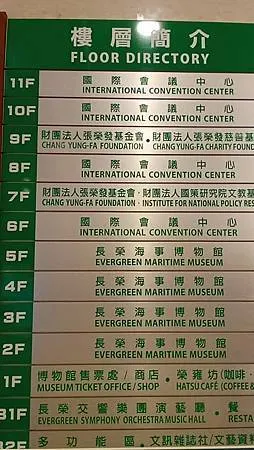 樓層簡介
FLOOR DIRECTORY
11F 國際會議中心
INTERNATIONAL CONVENTION CENTER
10F 國際會議中心
INTERNATIONAL CONVENTION CENTER
9F 財團法人張榮發基金會・財團法人張榮發慈善基
CHANG YUNG-FA FOUNDATION・CHANG YUNG-FA CHARITY FOUND
8F 國際會議中心
INTERNATIONAL CONVENTION CENTER
7F 財團法人張榮發基金會・財團法人國策研究院文教基
CHANG YUNG-FA FOUNDATION・INSTITUTE FOR NATIONAL POLICY RES
6F 國際會議中心
INTERNATIONAL CONVENTION CENTER
5F 長榮海事博物館
EVERGREEN MARITIME MUSEUM
4F 長榮海事博物館
EVERGREEN MARITIME MUSEUM
3F 長榮海事博物館
EVERGREEN MARITIME MUSEUM
2F 長榮海事博物館
EVERGREEN MARITIME MUSEUM
1F 博物館售票處/商店・榮雍坊(咖啡・
MUSEUM TICKET OFFICE/SHOP・HATSU CAFÉ (COFFEE &
B1F 長榮交響樂團演藝廳・餐
EVERGREEN SYMPHONY ORCHESTRA MUSIC HALL・RESTA
B2F 多功能區・文訊雜誌社/文藝資料